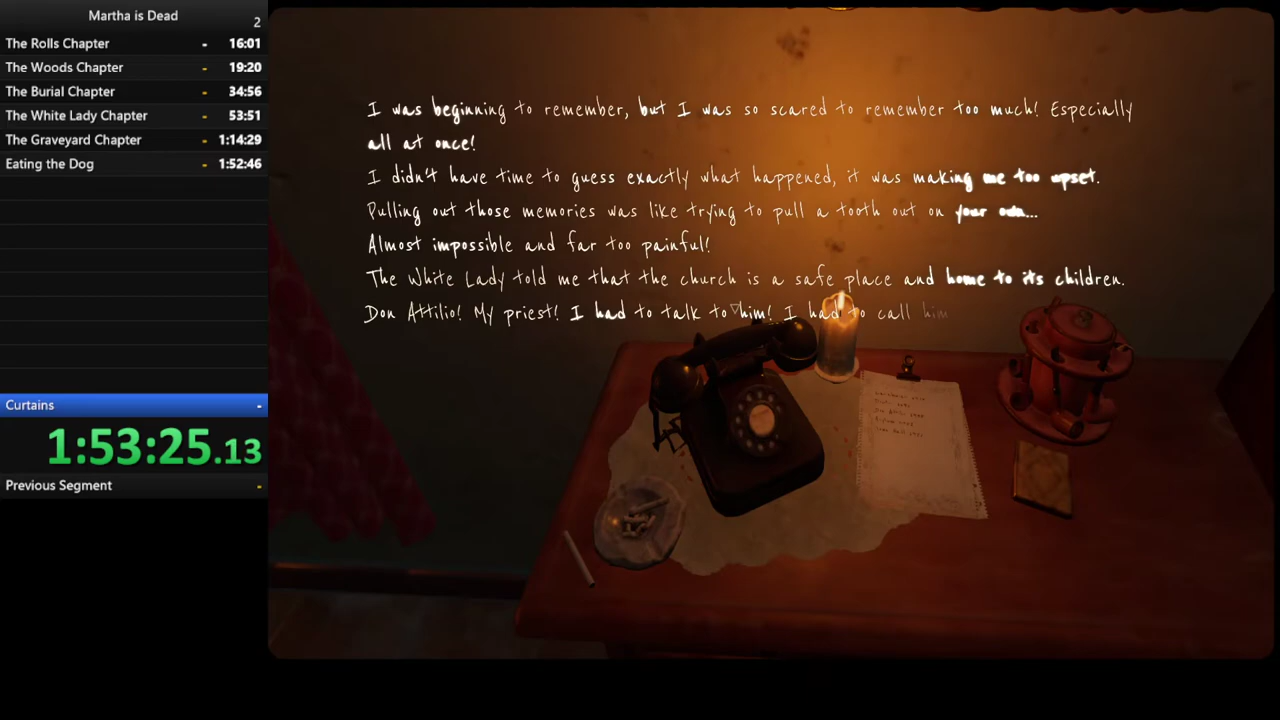 Martha is Dead
2
The Rolls Chapter - 16:01
The Woods Chapter - 19:20
The Burial Chapter - 34:56
The White Lady Chapter - 53:51
The Graveyard Chapter - 1:14:29
Eating the Dog - 1:52:46
Curtains -
1:53:25.13
Previous Segment -
I was beginning to remember, but I was so scared to remember too much! Especially
all at once!
I didn't have time to guess exactly what happened, it was making me too upset.
Pulling out those memories was like trying to pull a tooth out on your own...
Almost impossible and far too painful!
The White Lady told me that the church is a safe place and home to its children.
Don Attilio! My priest! I had to talk to him! I had to call him